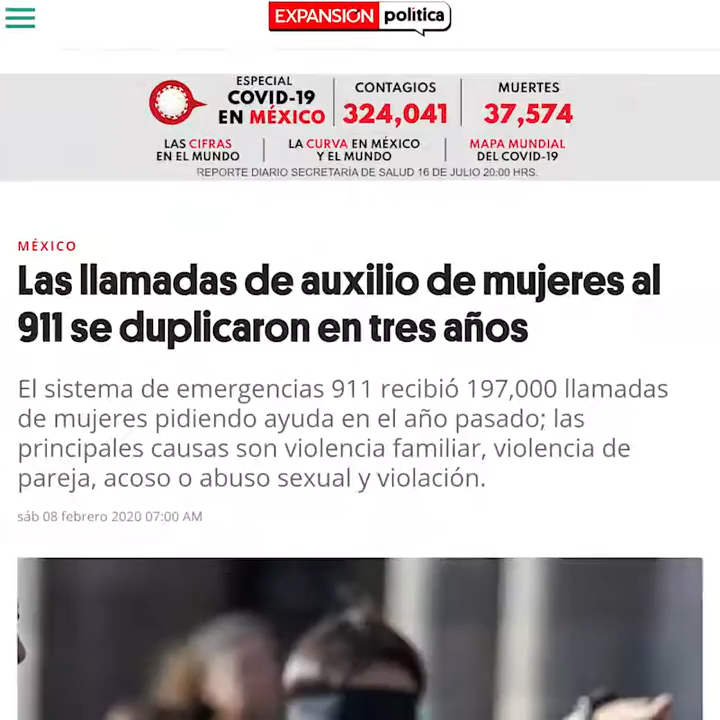 EXPANSIÓN política
ESPECIAL
COVID-19
EN MÉXICO
CONTAGIOS
324,041
MUERTES
37,574
LAS CIFRAS
EN EL MUNDO
LA CURVA EN MÉXICO
Y EL MUNDO
MAPA MUNDIAL
DEL COVID-19
REPORTE DIARIO SECRETARÍA DE SALUD 16 DE JULIO 20:00 HRS.
MÉXICO
Las llamadas de auxilio de mujeres al
911 se duplicaron en tres años
El sistema de emergencias 911 recibió 197,000 llamadas
de mujeres pidiendo ayuda en el año pasado; las
principales causas son violencia familiar, violencia de
pareja, acoso o abuso sexual y violación.
sáb 08 febrero 2020 07:00 AM